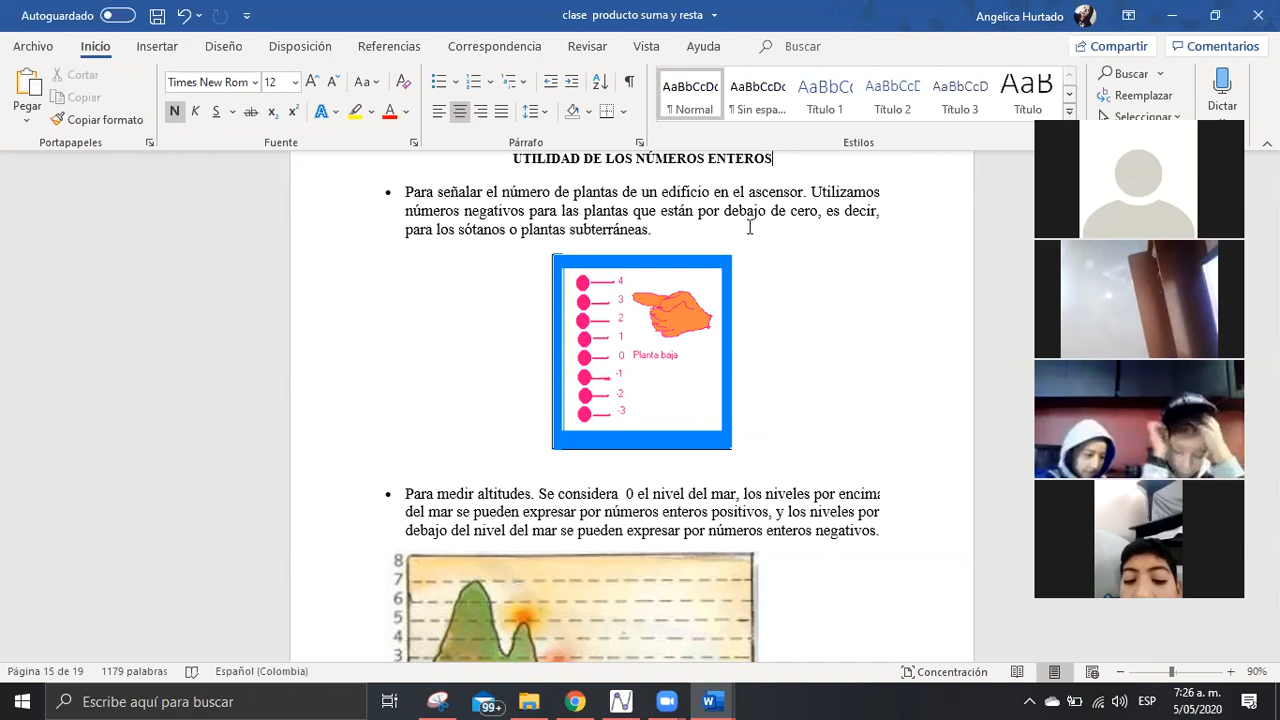 Autoguardado
clase producto suma y resta
Angelica Hurtado
Archivo Inicio Insertar Diseño Disposición Referencias Correspondencia Revisar Vista Ayuda Buscar Compartir Comentarios
Pegar
Cortar
Copiar
Copiar formato
Portapapeles
Times New Rom 12
Aa
N K S ab x₂ x² A A
Fuente
Párrafo
AaBbCcDc AaBbCcDc AaBbCc AaBbCcD AaBbCcD AaB
¶ Normal ¶ Sin espa... Título 1 Título 2 Título 3 Título
Estilos
Buscar
Reemplazar
Seleccionar
Dictar
UTILIDAD DE LOS NÚMEROS ENTEROS
• Para señalar el número de plantas de un edificio en el ascensor. Utilizamos
números negativos para las plantas que están por debajo de cero, es decir,
para los sótanos o plantas subterráneas.
4
3
2
1
0 Planta baja
-1
-2
-3
• Para medir altitudes. Se considera 0 el nivel del mar, los niveles por encima
del mar se pueden expresar por números enteros positivos, y los niveles por
debajo del nivel del mar se pueden expresar por números enteros negativos.
8
7
6
5
4
3
Página 15 de 19 1179 palabras Español (Colombia) Concentración 90%
Escribe aquí para buscar
99+
ESP
7:26 a. m.
5/05/2020